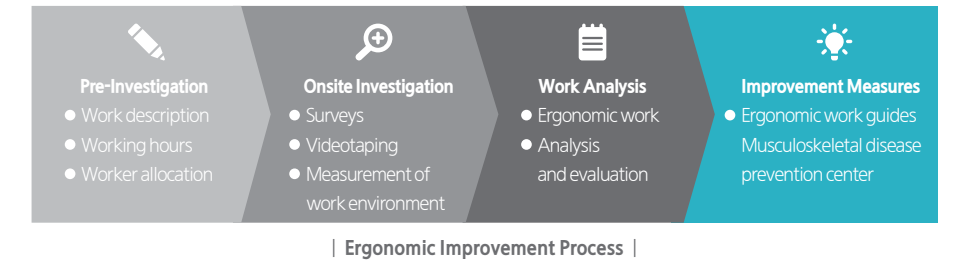 Pre-Investigation
● Work description
● Working hours
● Worker allocation
Onsite Investigation
● Surveys
● Videotaping
● Measurement of
work environment
Work Analysis
● Ergonomic work
● Analysis
and evaluation
Improvement Measures
● Ergonomic work guides
Musculoskeletal disease
prevention center
| Ergonomic Improvement Process |